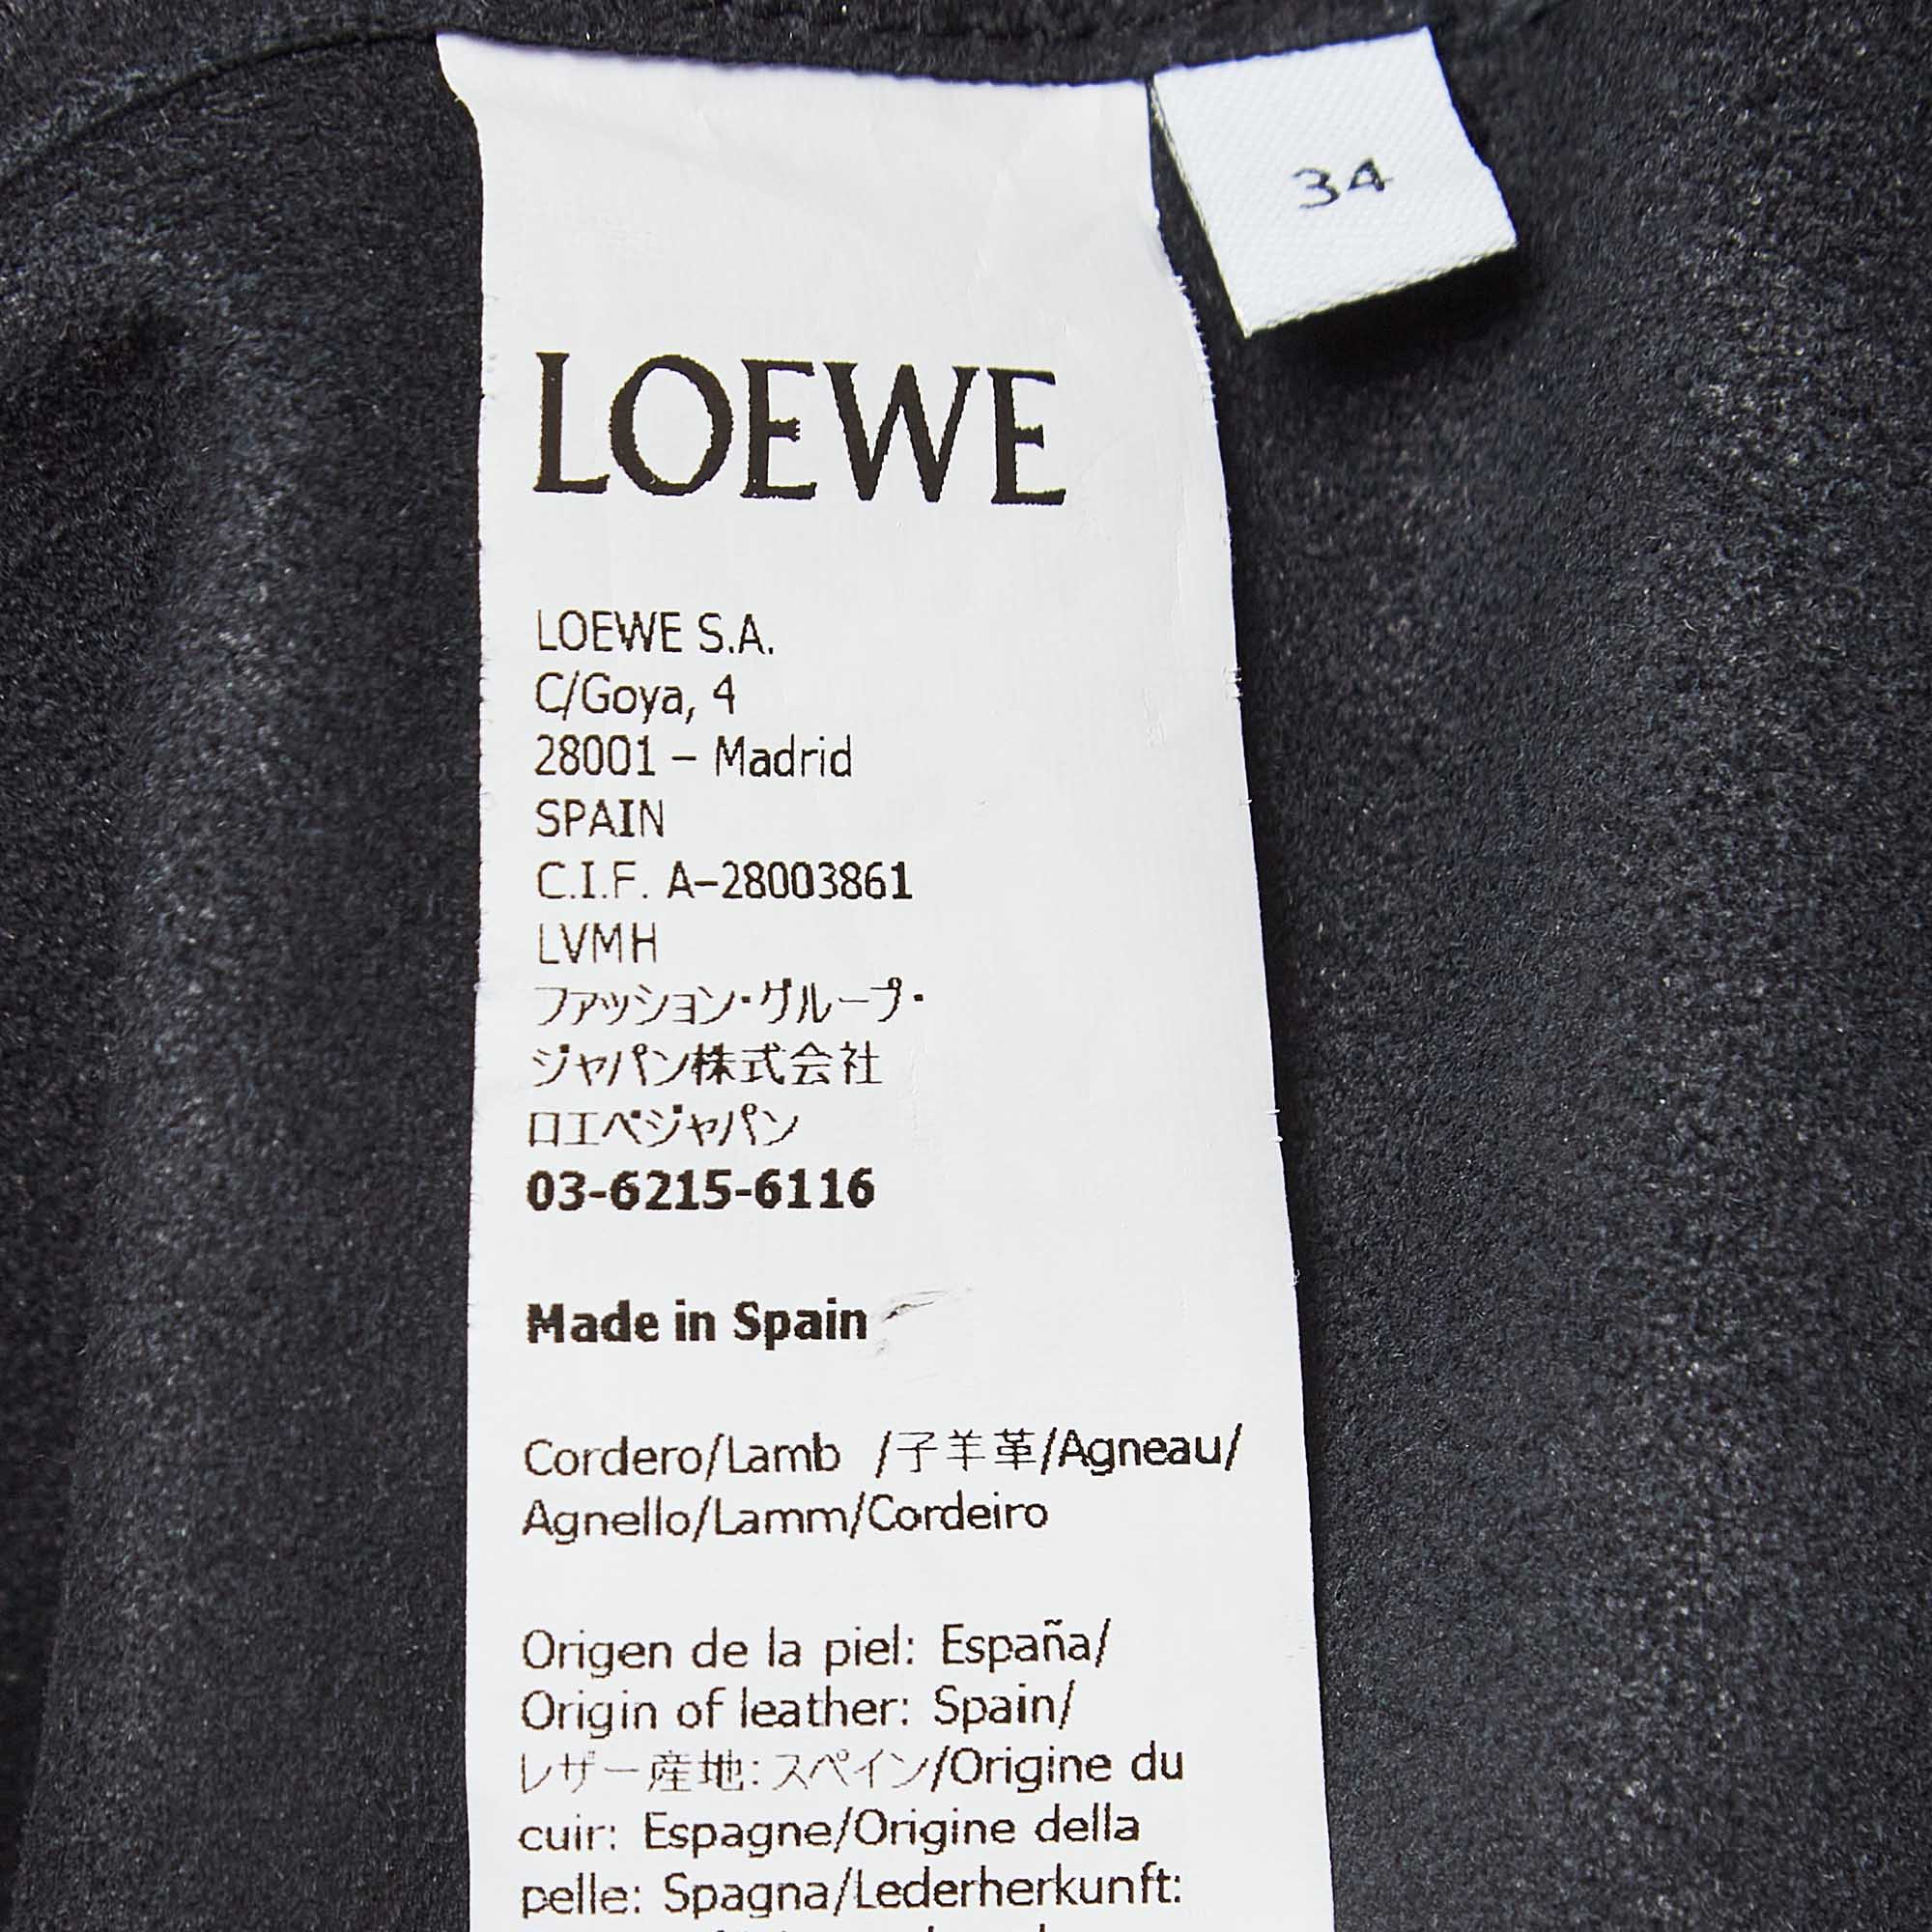 34
LOEWE
LOEWE S.A.
C/Goya, 4
28001 – Madrid
SPAIN
C.I.F. A-28003861
LVMH
ファッション・グループ・
ジャパン株式会社
ロエベジャパン
03-6215-6116
Made in Spain
Cordero/Lamb /子羊革/Agneau/
Agnello/Lamm/Cordeiro
Origen de la piel: España/
Origin of leather: Spain/
レザー産地: スペイン/Origine du
cuir: Espagne/Origine della
pelle: Spagna/Lederherkunft: